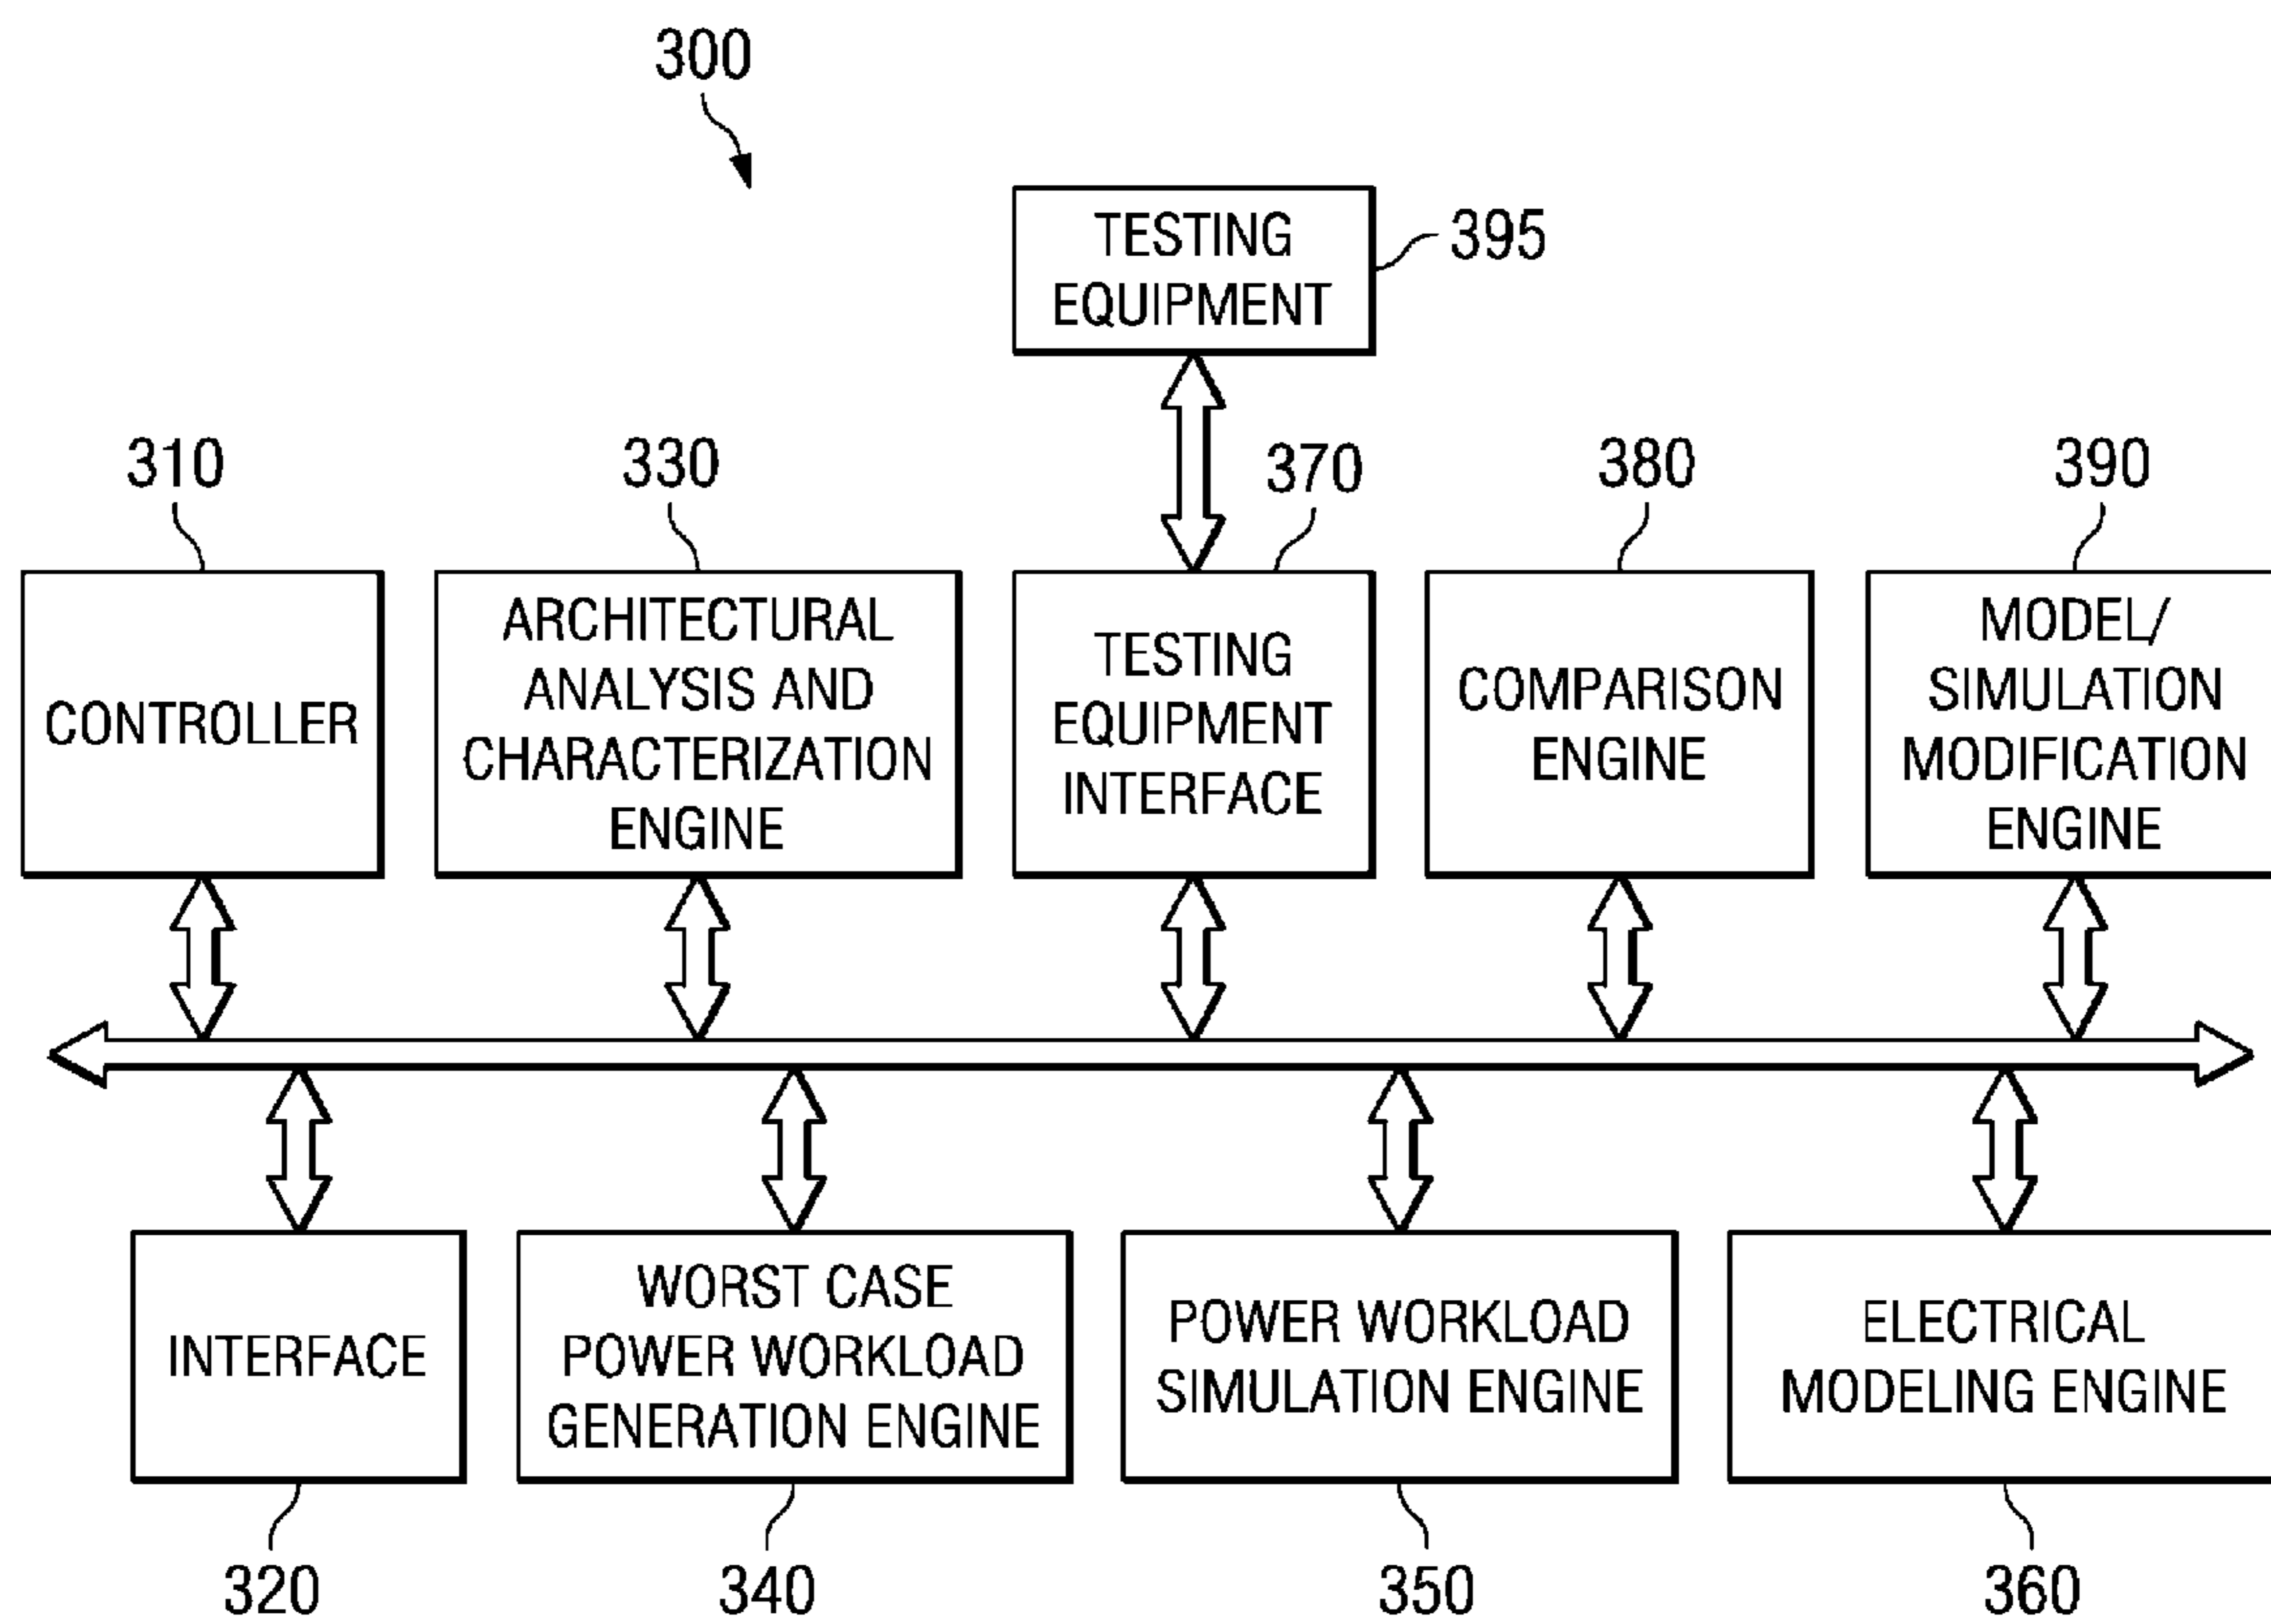 300
TESTING
EQUIPMENT
395
310
330
370
380
390
CONTROLLER
ARCHITECTURAL
ANALYSIS AND
CHARACTERIZATION
ENGINE
TESTING
EQUIPMENT
INTERFACE
COMPARISON
ENGINE
MODEL/
SIMULATION
MODIFICATION
ENGINE
INTERFACE
WORST CASE
POWER WORKLOAD
GENERATION ENGINE
POWER WORKLOAD
SIMULATION ENGINE
ELECTRICAL
MODELING ENGINE
320
340
350
360